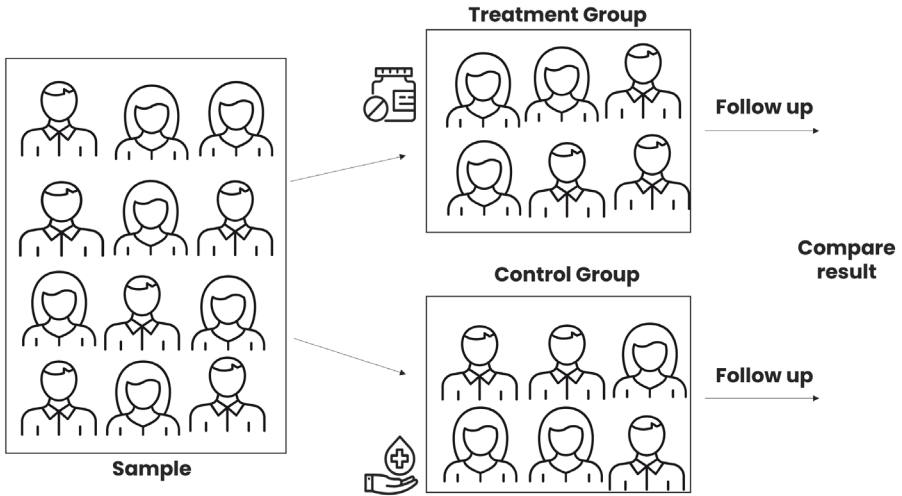 Treatment Group
Follow up
Compare
result
Control Group
Follow up
Sample